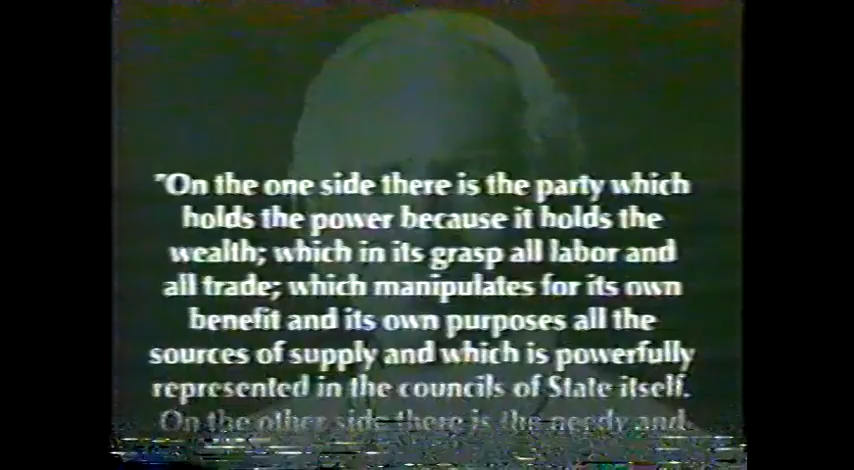 "On the one side there is the party which
holds the power because it holds the
wealth; which in its grasp all labor and
all trade; which manipulates for its own
benefit and its own purposes all the
sources of supply and which is powerfully
represented in the councils of State itself.
On the other side there is the needy and